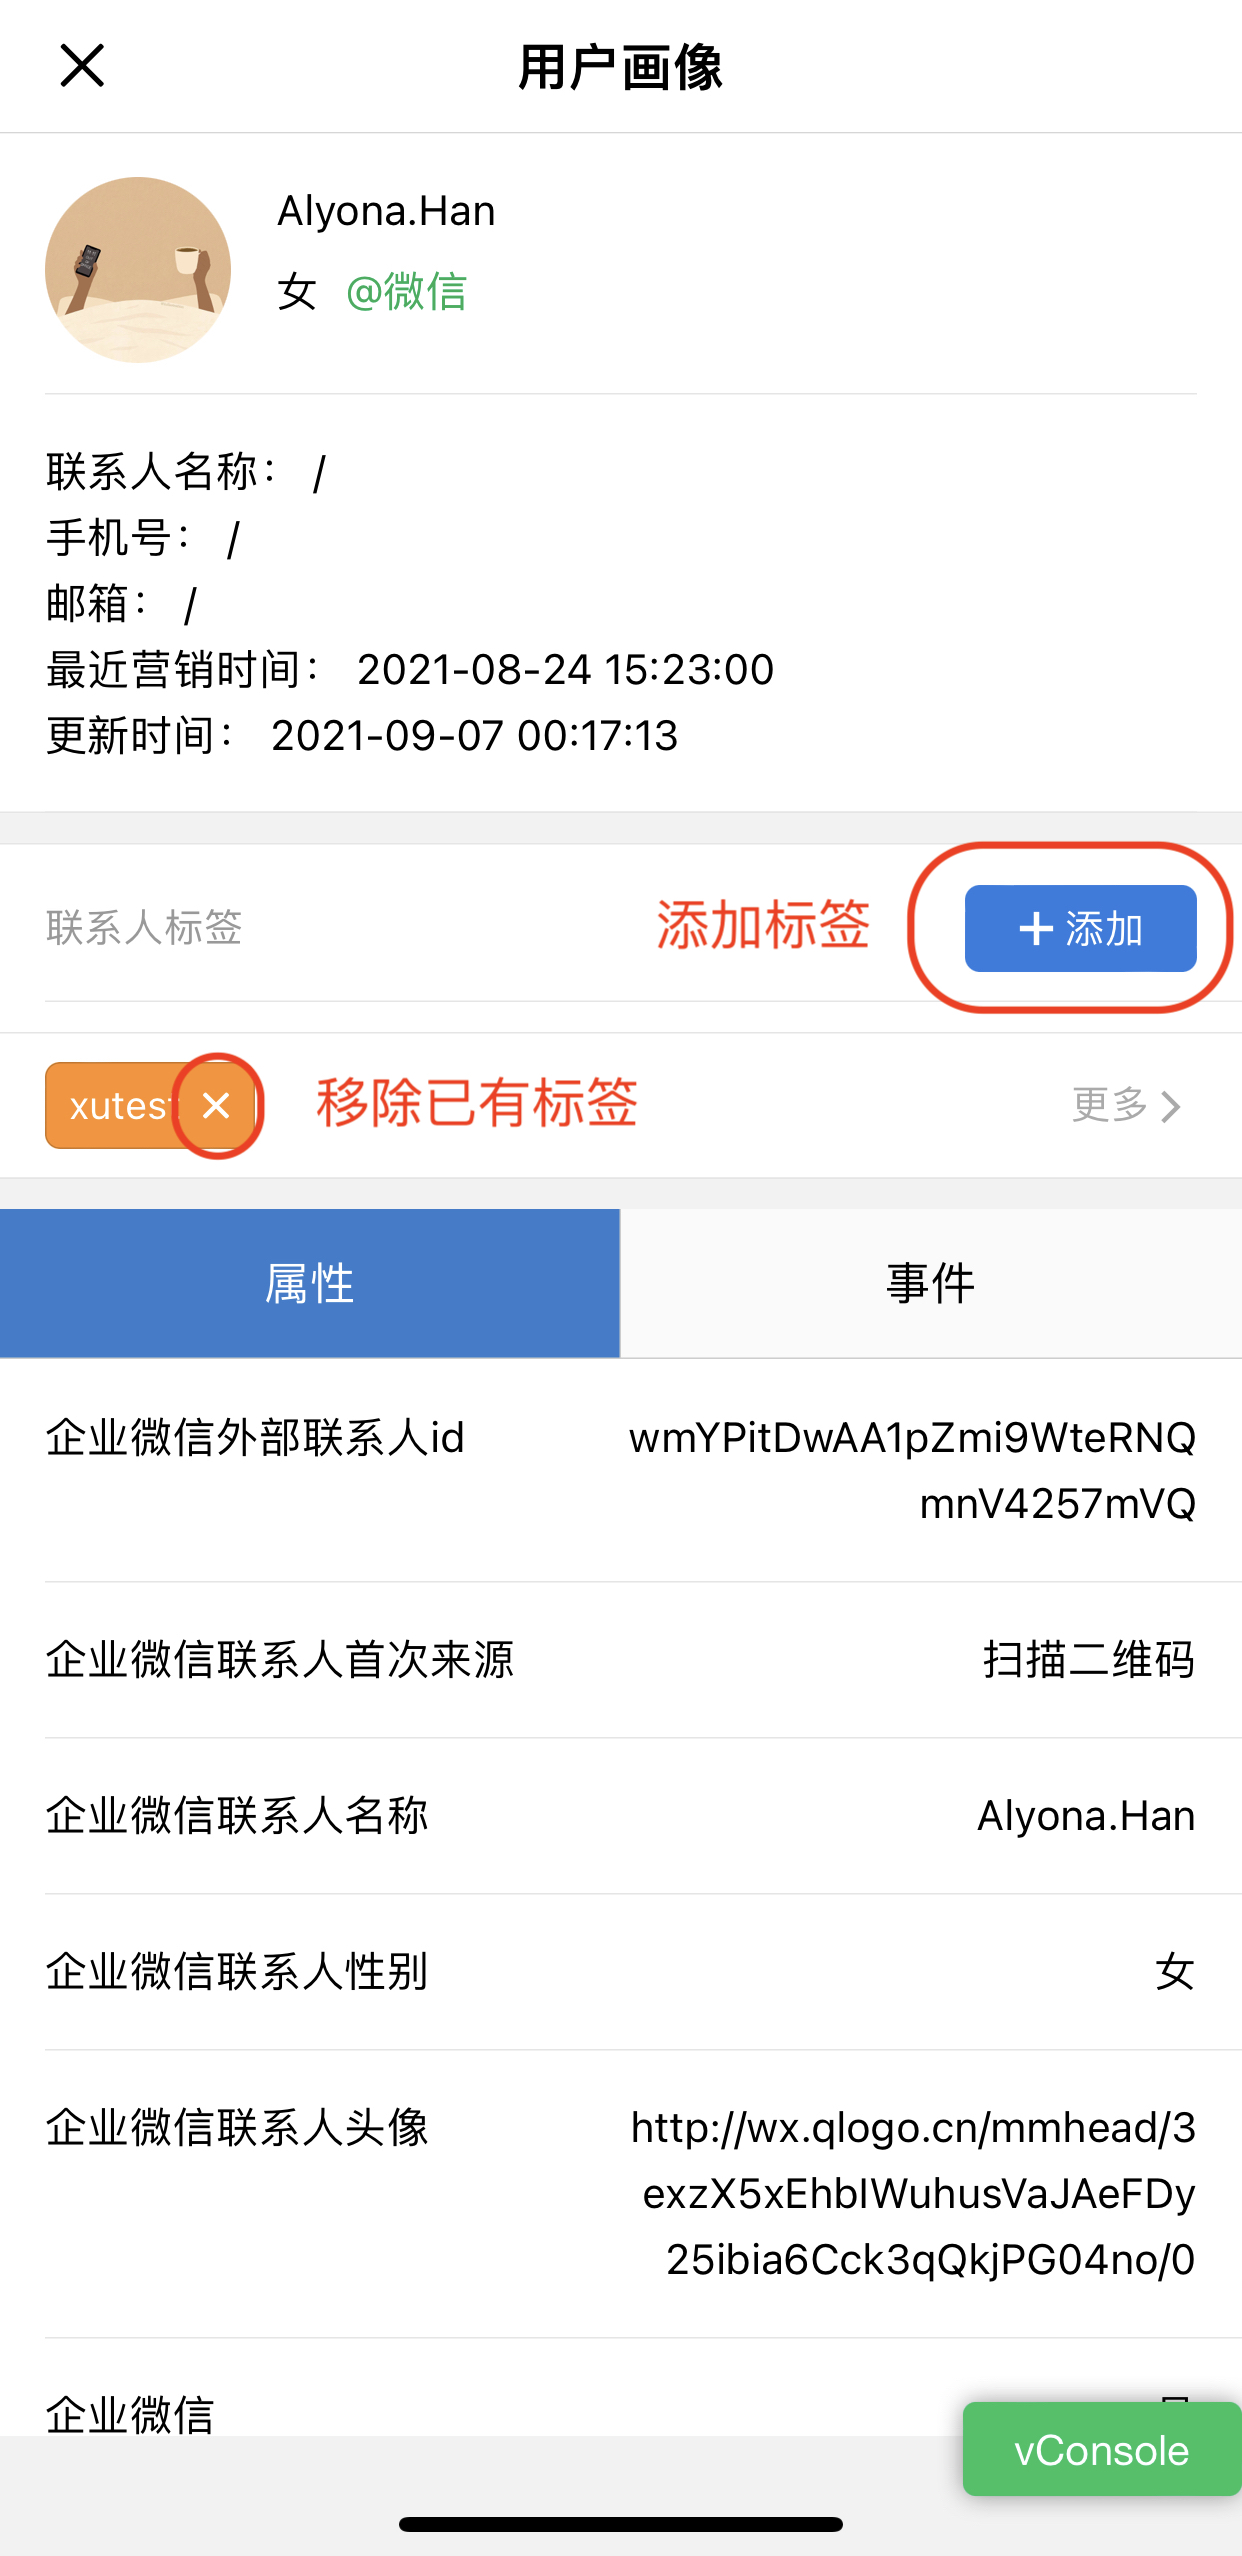 用户画像
Alyona.Han
女 @微信
联系人名称： /
手机号： /
邮箱： /
最近营销时间： 2021-08-24 15:23:00
更新时间： 2021-09-07 00:17:13
联系人标签 添加标签 + 添加
xutest × 移除已有标签 更多 >
属性 事件
企业微信外部联系人id wmYPitDwAA1pZmi9WteRNQ
mnV4257mVQ
企业微信联系人首次来源 扫描二维码
企业微信联系人名称 Alyona.Han
企业微信联系人性别 女
企业微信联系人头像 http://wx.qlogo.cn/mmhead/3
exzX5xEhbIWuhusVaJAeFDy
25ibia6Cck3qQkjPG04no/0
企业微信
vConsole